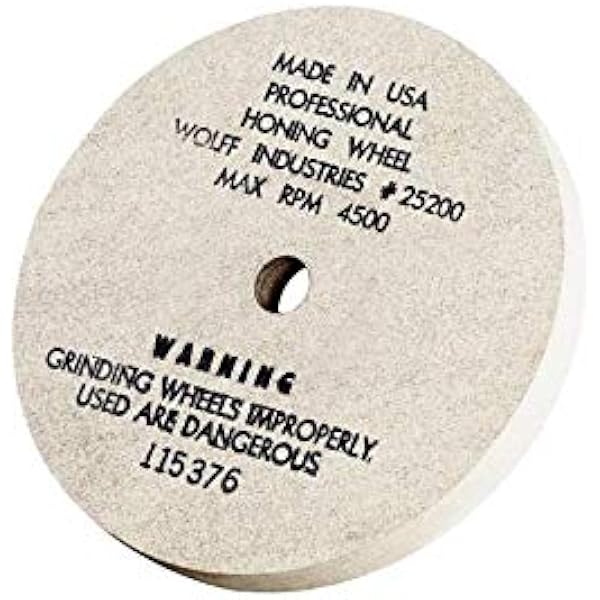 MADE IN USA
PROFESSIONAL
HONING WHEEL
WOLFF INDUSTRIES #25200
MAX RPM 4500
WARNING
GRINDING WHEELS IMPROPERLY
USED ARE DANGEROUS
115376